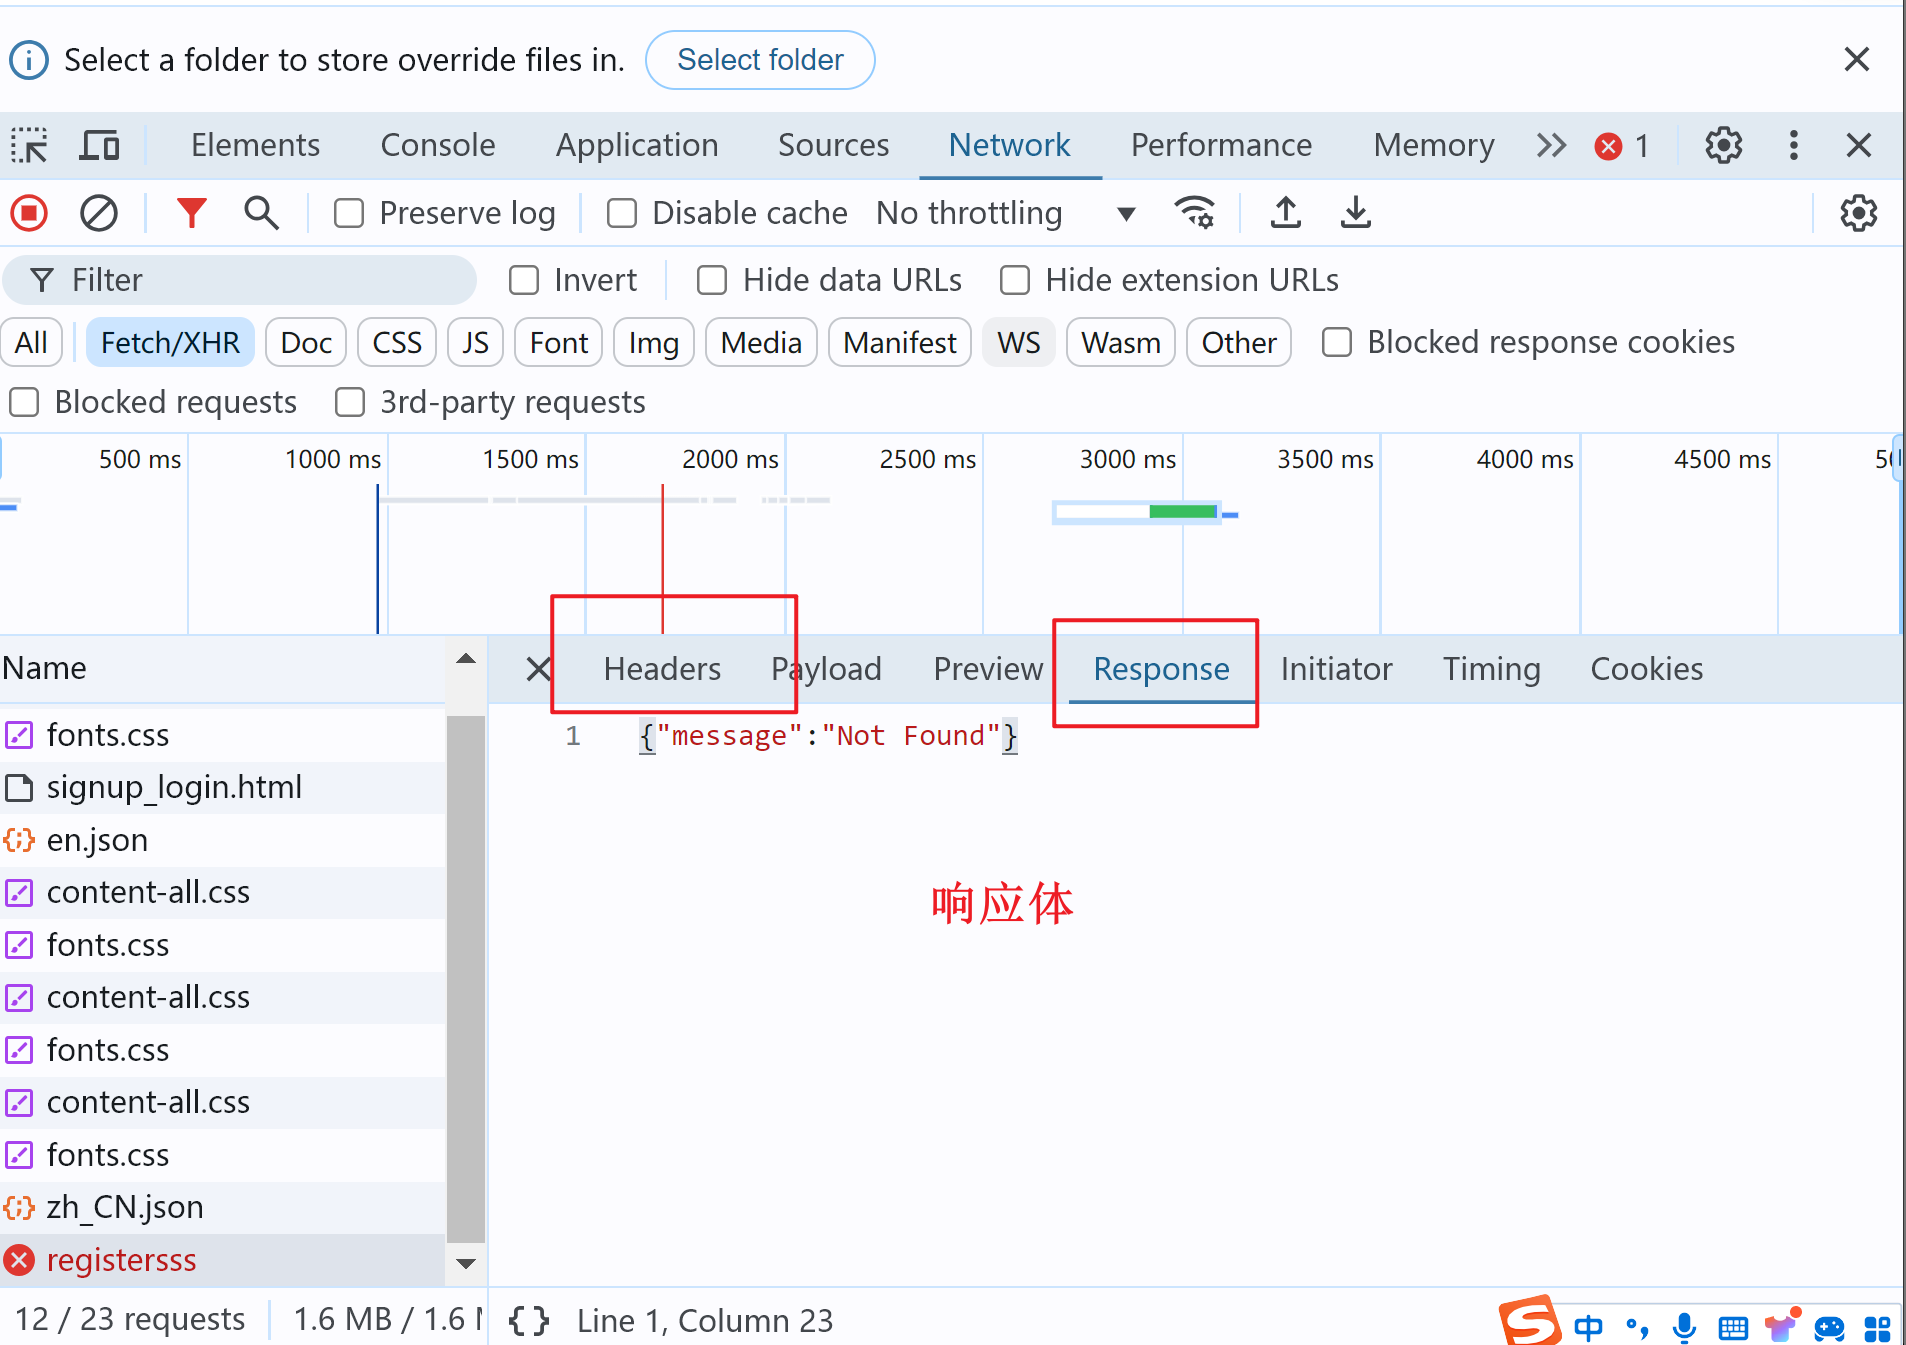 Select a folder to store override files in. Select folder
Elements Console Application Sources Network Performance Memory 1
Preserve log Disable cache No throttling
Filter Invert Hide data URLs Hide extension URLs
All Fetch/XHR Doc CSS JS Font Img Media Manifest WS Wasm Other Blocked response cookies
Blocked requests 3rd-party requests
500 ms 1000 ms 1500 ms 2000 ms 2500 ms 3000 ms 3500 ms 4000 ms 4500 ms
Name
Headers Payload Preview Response Initiator Timing Cookies
1 {"message":"Not Found"}
响应体
fonts.css
signup_login.html
en.json
content-all.css
fonts.css
content-all.css
fonts.css
content-all.css
fonts.css
zh_CN.json
registersss
12 / 23 requests 1.6 MB / 1.6
{} Line 1, Column 23
中